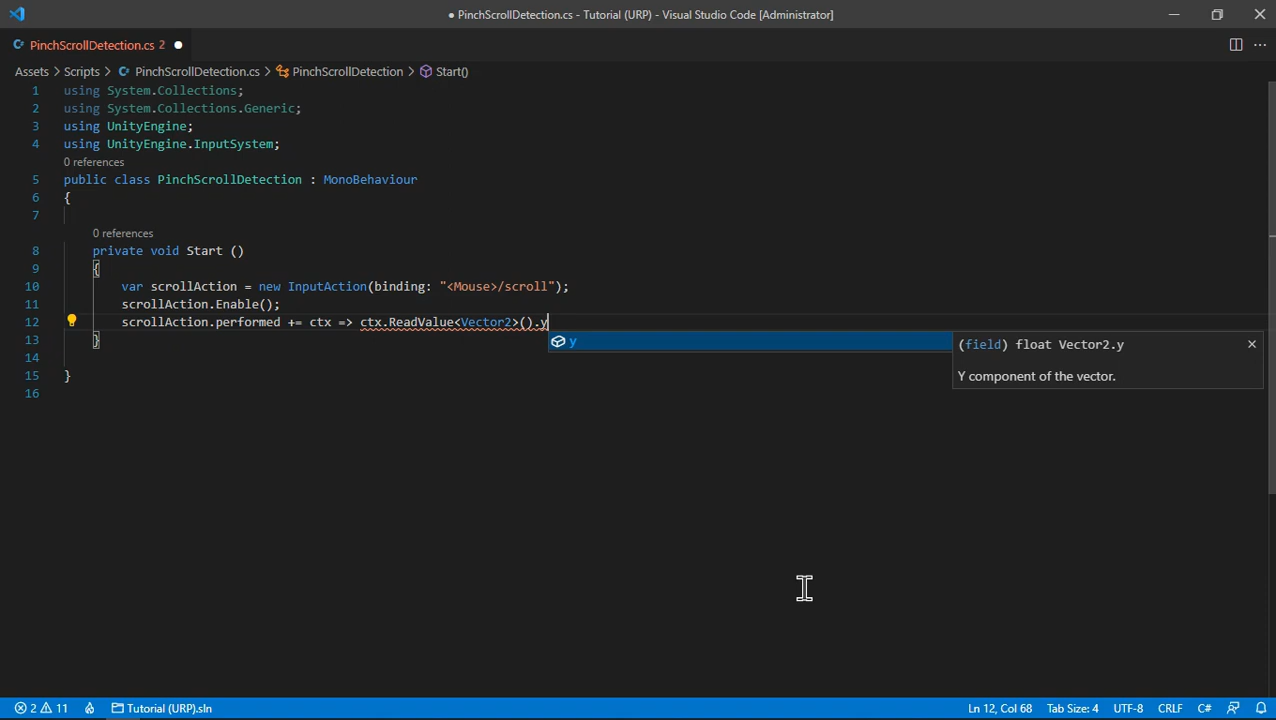 ● PinchScrollDetection.cs - Tutorial (URP) - Visual Studio Code [Administrator]
PinchScrollDetection.cs 2 ●
Assets > Scripts > PinchScrollDetection.cs > PinchScrollDetection > Start()
1 using System.Collections;
2 using System.Collections.Generic;
3 using UnityEngine;
4 using UnityEngine.InputSystem;
0 references
5 public class PinchScrollDetection : MonoBehaviour
6 {
7
0 references
8 private void Start ()
9 {
10 var scrollAction = new InputAction(binding: "<Mouse>/scroll");
11 scrollAction.Enable();
12 scrollAction.performed += ctx => ctx.ReadValue<Vector2>().y
y
(field) float Vector2.y
Y component of the vector.
13 }
14
15 }
16
2 11 Tutorial (URP).sln Ln 12, Col 68 Tab Size: 4 UTF-8 CRLF C#